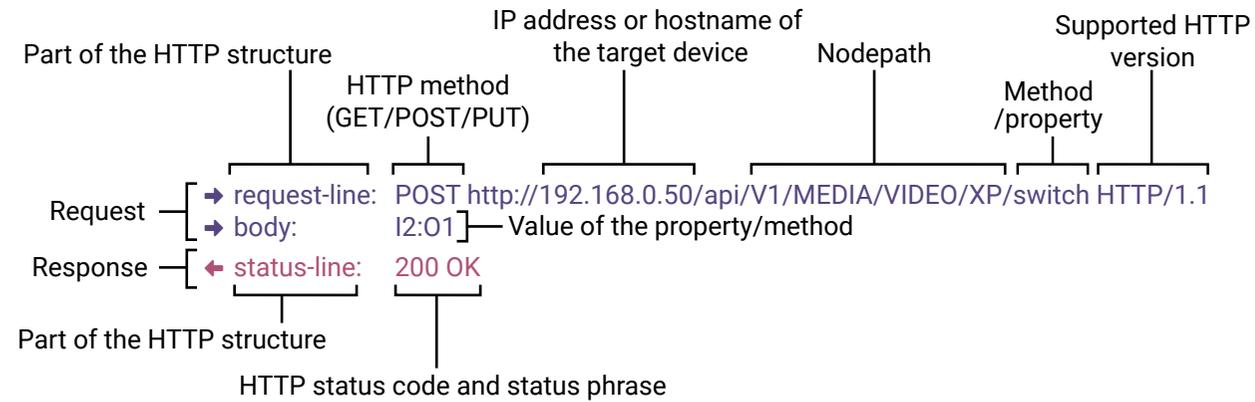 IP address or hostname of
the target device
Supported HTTP
version
Part of the HTTP structure
Nodepath
HTTP method
(GET/POST/PUT)
Method
/property
Request
request-line: POST http://192.168.0.50/api/V1/MEDIA/VIDEO/XP/switch HTTP/1.1
body: I2:O1
Value of the property/method
Response
status-line: 200 OK
Part of the HTTP structure
HTTP status code and status phrase